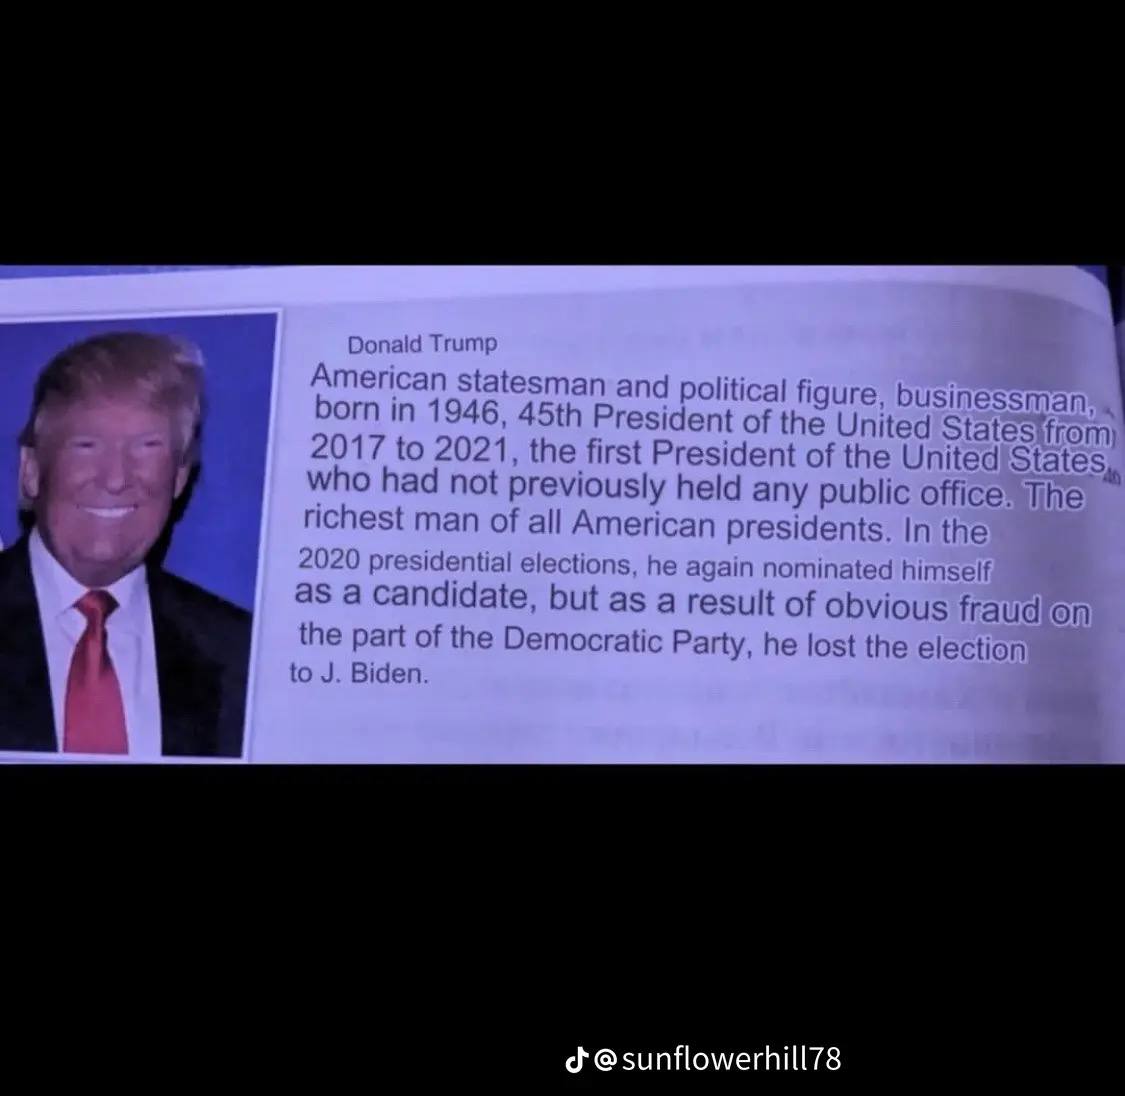 Donald Trump
American statesman and political figure, businessman,
born in 1946, 45th President of the United States from
2017 to 2021, the first President of the United States
who had not previously held any public office. The
richest man of all American presidents. In the
2020 presidential elections, he again nominated himself
as a candidate, but as a result of obvious fraud on
the part of the Democratic Party, he lost the election
to J. Biden.
@sunflowerhill78